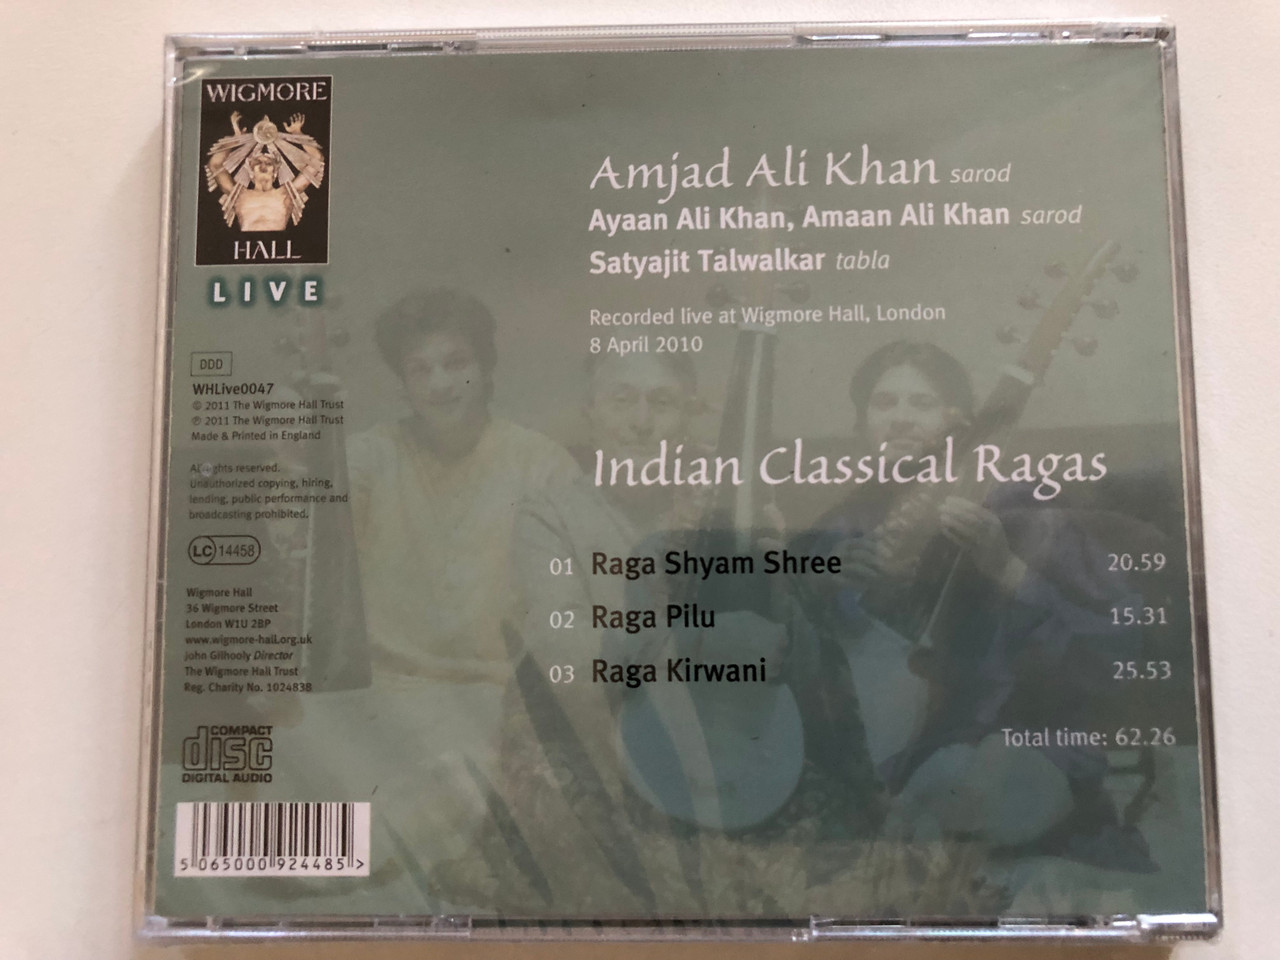 WIGMORE
HALL
LIVE
DDD
WHLive0047
© 2011 The Wigmore Hall Trust
℗ 2011 The Wigmore Hall Trust
Made & Printed in England
All rights reserved.
Unauthorized copying, hiring,
lending, public performance and
broadcasting prohibited.
LC 14458
Wigmore Hall
36 Wigmore Street
London W1U 2BP
www.wigmore-hall.org.uk
John Gilhooly Director
The Wigmore Hall Trust
Reg. Charity No. 1024838
COMPACT
disc
DIGITAL AUDIO
5 065000 924485 >
Amjad Ali Khan sarod
Ayaan Ali Khan, Amaan Ali Khan sarod
Satyajit Talwalkar tabla
Recorded live at Wigmore Hall, London
8 April 2010
Indian Classical Ragas
01 Raga Shyam Shree 20.59
02 Raga Pilu 15.31
03 Raga Kirwani 25.53
Total time: 62.26